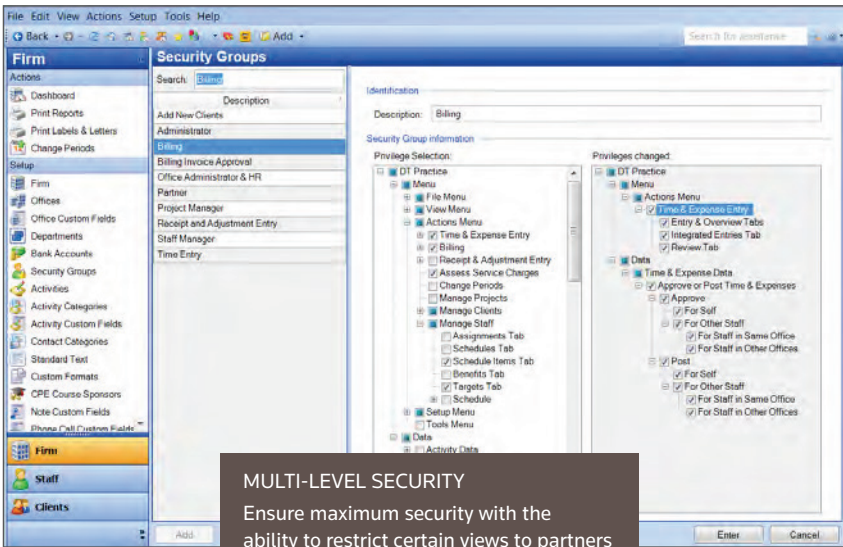 File Edit View Actions Setup Tools Help
Back Add
Search for assistance
Firm
Security Groups
Actions
Dashboard
Print Reports
Print Labels & Letters
Change Periods
Setup
Firm
Offices
Office Custom Fields
Departments
Bank Accounts
Security Groups
Activities
Activity Categories
Activity Custom Fields
Contact Categories
Standard Text
Custom Formats
CPE Course Sponsors
Note Custom Fields
Phone Call Custom Fields
Firm
Staff
Clients
Search: Billing
Description
Add New Clients
Administrator
Billing
Billing Invoice Approval
Office Administrator & HR
Partner
Project Manager
Receipt and Adjustment Entry
Staff Manager
Time Entry
Add
Identification
Description: Billing
Security Group information
Privilege Selection:
DT Practice
Menu
File Menu
View Menu
Actions Menu
Time & Expense Entry
Billing
Receipt & Adjustment Entry
Assess Service Charges
Change Periods
Manage Projects
Manage Clients
Manage Staff
Assignments Tab
Schedules Tab
Schedule Items Tab
Benefits Tab
Targets Tab
Schedule
Setup Menu
Tools Menu
Data
Activity Data
Privileges changed:
DT Practice
Menu
Actions Menu
Time & Expense Entry
Entry & Overview Tabs
Integrated Entries Tab
Review Tab
Data
Time & Expense Data
Approve or Post Time & Expenses
Approve
For Self
For Other Staff
For Staff in Same Office
For Staff in Other Offices
Post
For Self
For Other Staff
For Staff in Same Office
For Staff in Other Offices
Enter Cancel
MULTI-LEVEL SECURITY
Ensure maximum security with the
ability to restrict certain views to partners